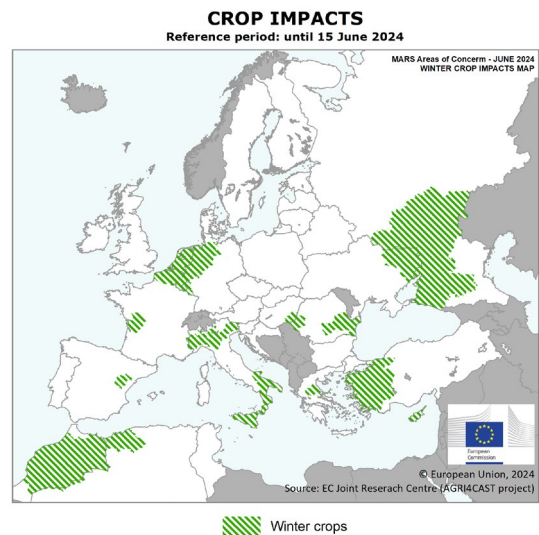 CROP IMPACTS
Reference period: until 15 June 2024
MARS Areas of Concerm - JUNE 2024
WINTER CROP IMPACTS MAP
European
Commission
© European Union, 2024
Source: EC Joint Reserach Centre (AGRI4CAST project)
Winter crops